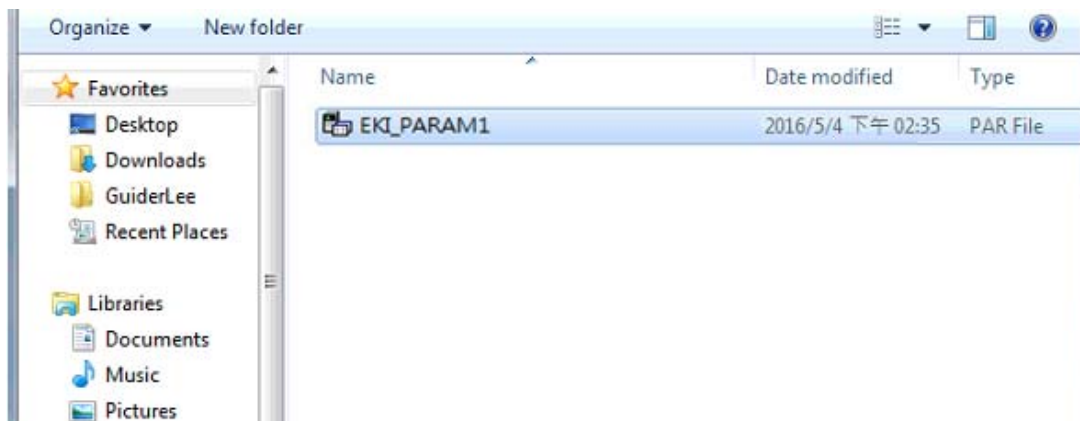 Organize New folder
Name Date modified Type
Favorites
Desktop
Downloads
GuiderLee
Recent Places
EKI_PARAM1 2016/5/4 下午 02:35 PAR File
Libraries
Documents
Music
Pictures